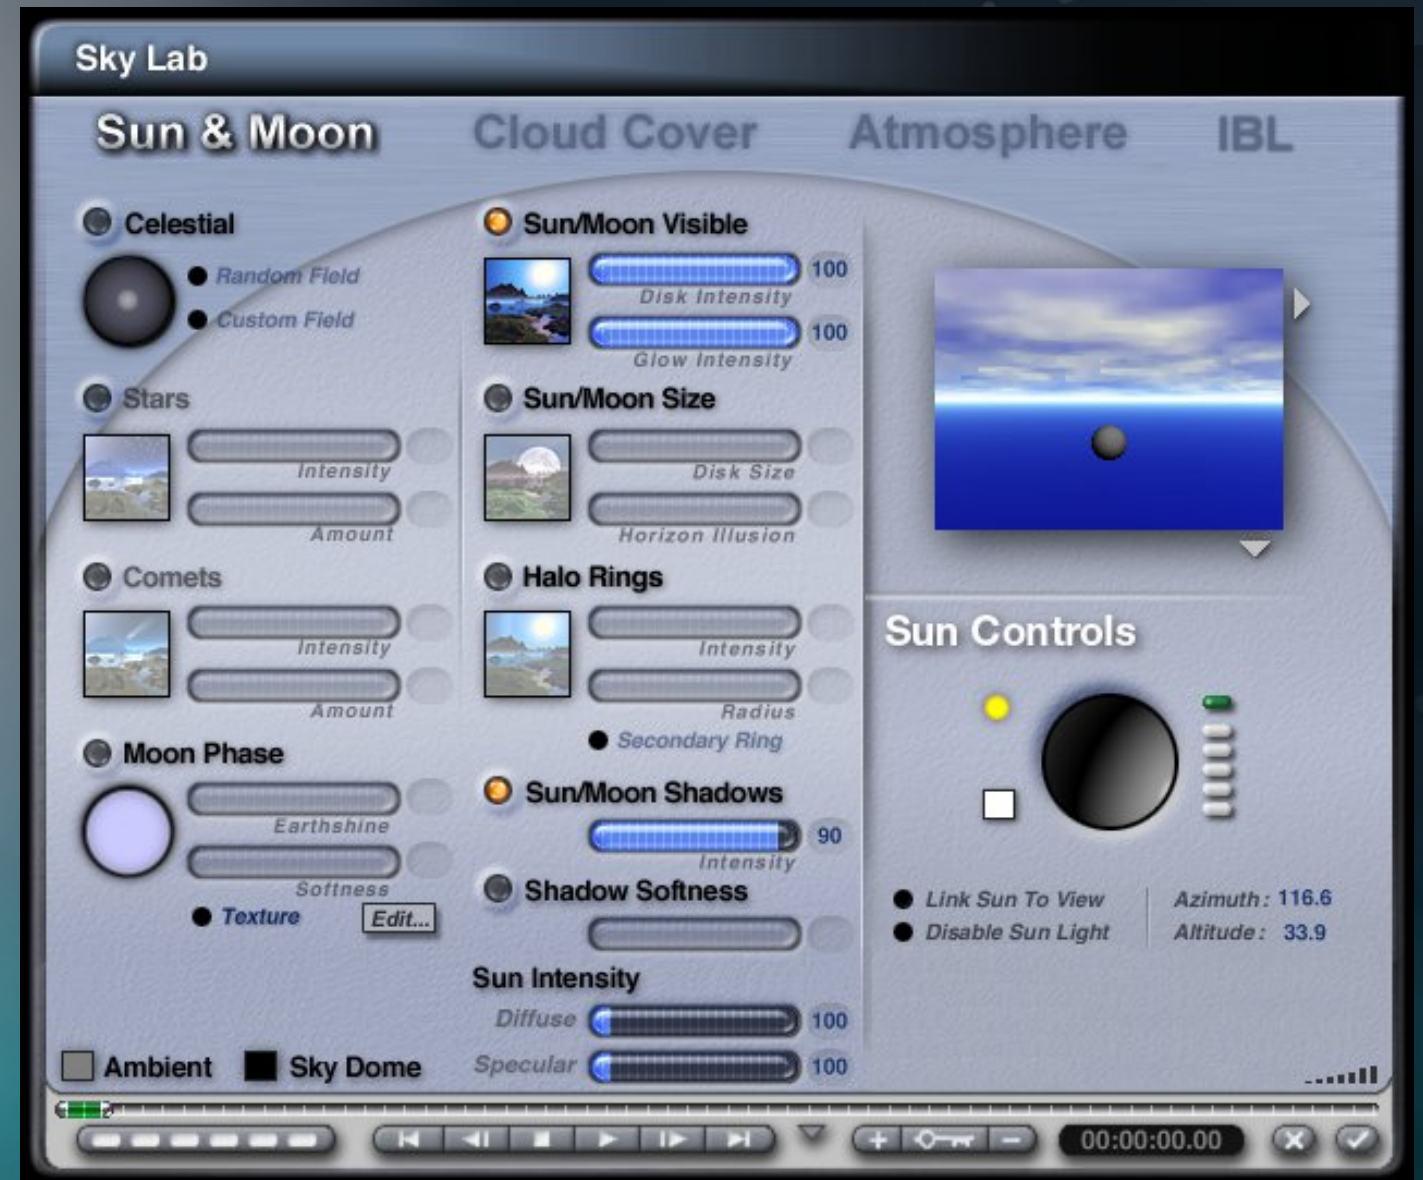 Sky Lab
Sun & Moon
Cloud Cover
Atmosphere
IBL
Celestial
Random Field
Custom Field
Stars
Intensity
Amount
Comets
Intensity
Amount
Moon Phase
Earthshine
Softness
Texture
Edit...
Ambient
Sky Dome
Sun/Moon Visible
100
Disk Intensity
100
Glow Intensity
Sun/Moon Size
Disk Size
Horizon Illusion
Halo Rings
Intensity
Radius
Secondary Ring
Sun/Moon Shadows
90
Intensity
Shadow Softness
Sun Intensity
Diffuse 100
Specular 100
Sun Controls
Link Sun To View
Disable Sun Light
Azimuth: 116.6
Altitude: 33.9
00:00:00.00